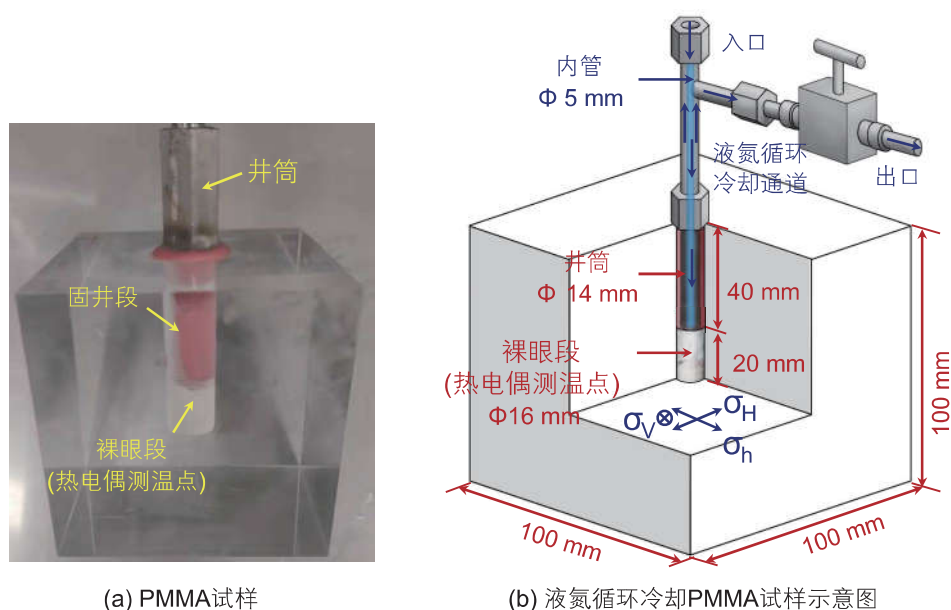 井筒
固井段
裸眼段
(热电偶测温点)
(a) PMMA试样
入口
内管
Φ 5 mm
液氮循环
冷却通道
出口
井筒
Φ 14 mm
40 mm
裸眼段
(热电偶测温点)
Φ16 mm
20 mm
σV
σH
σh
100 mm
100 mm
100 mm
(b) 液氮循环冷却PMMA试样示意图